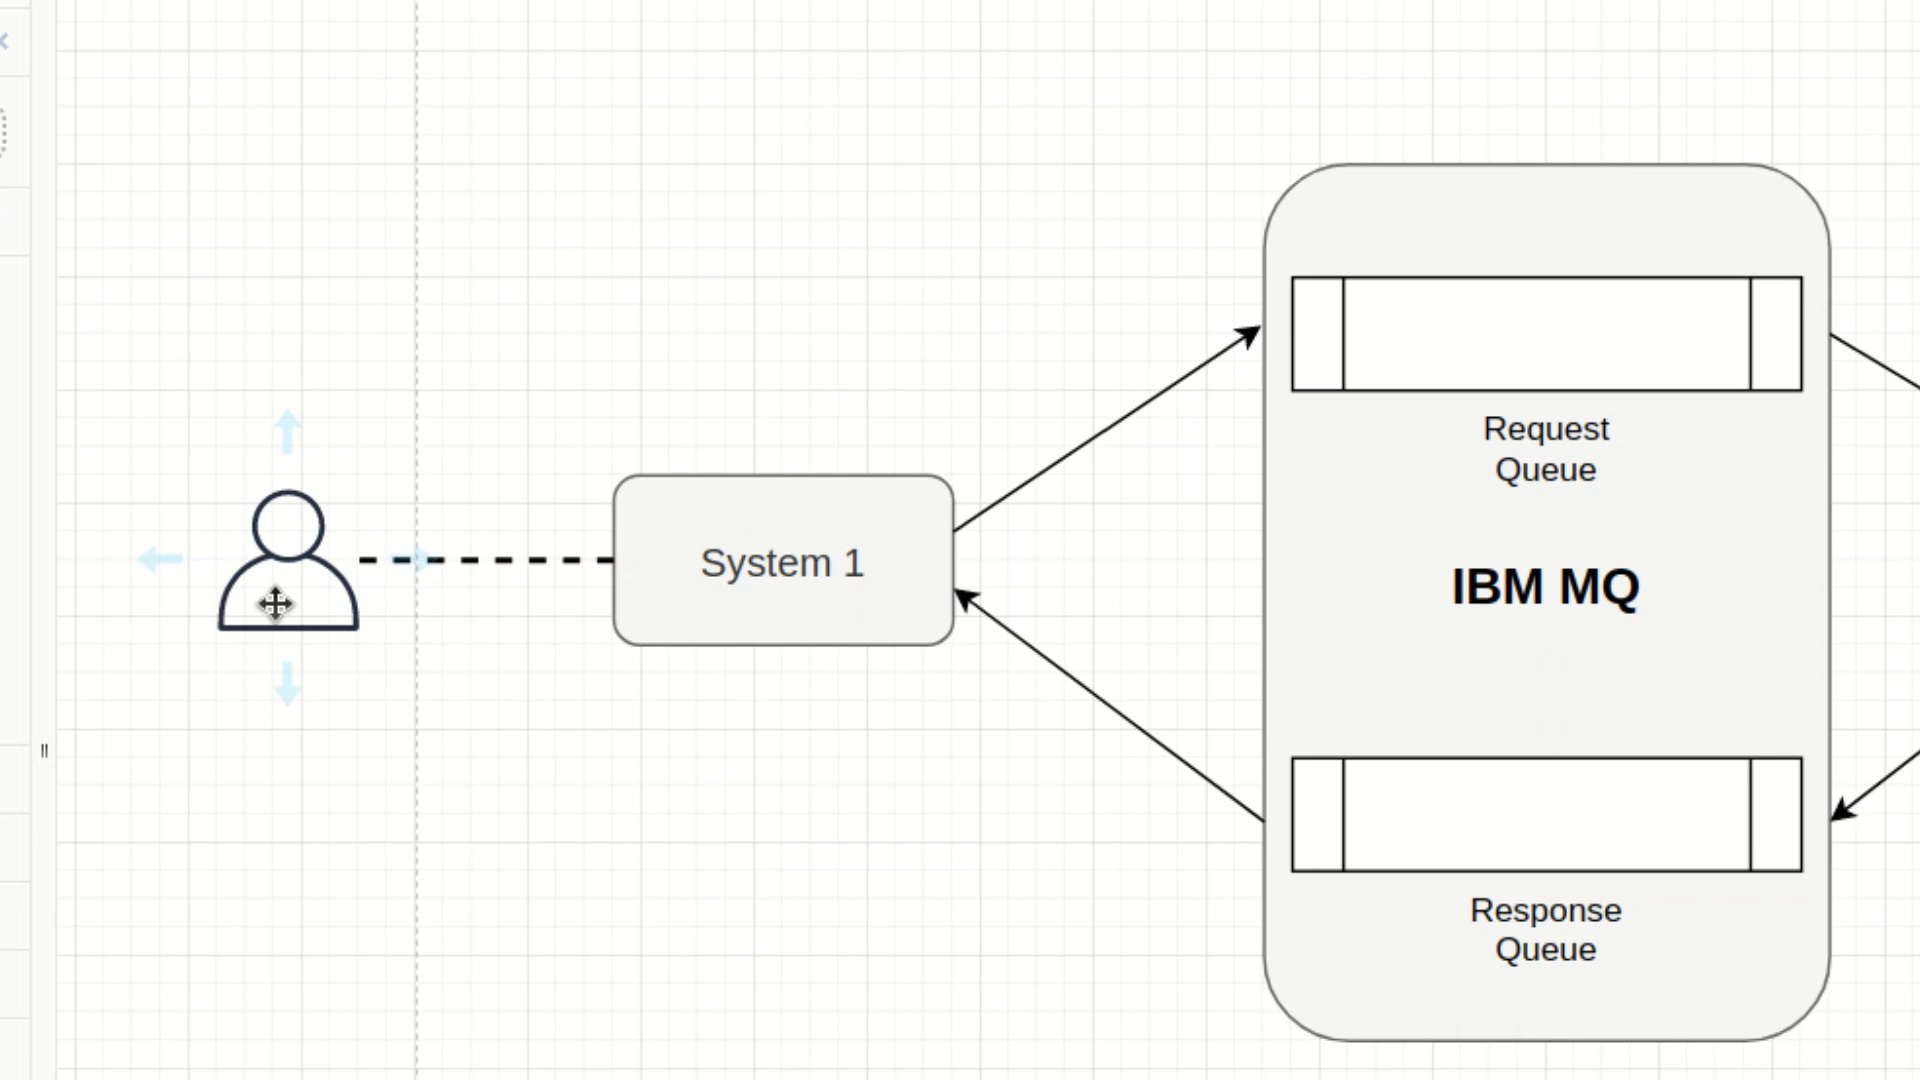 Request
Queue
System 1
IBM MQ
Response
Queue